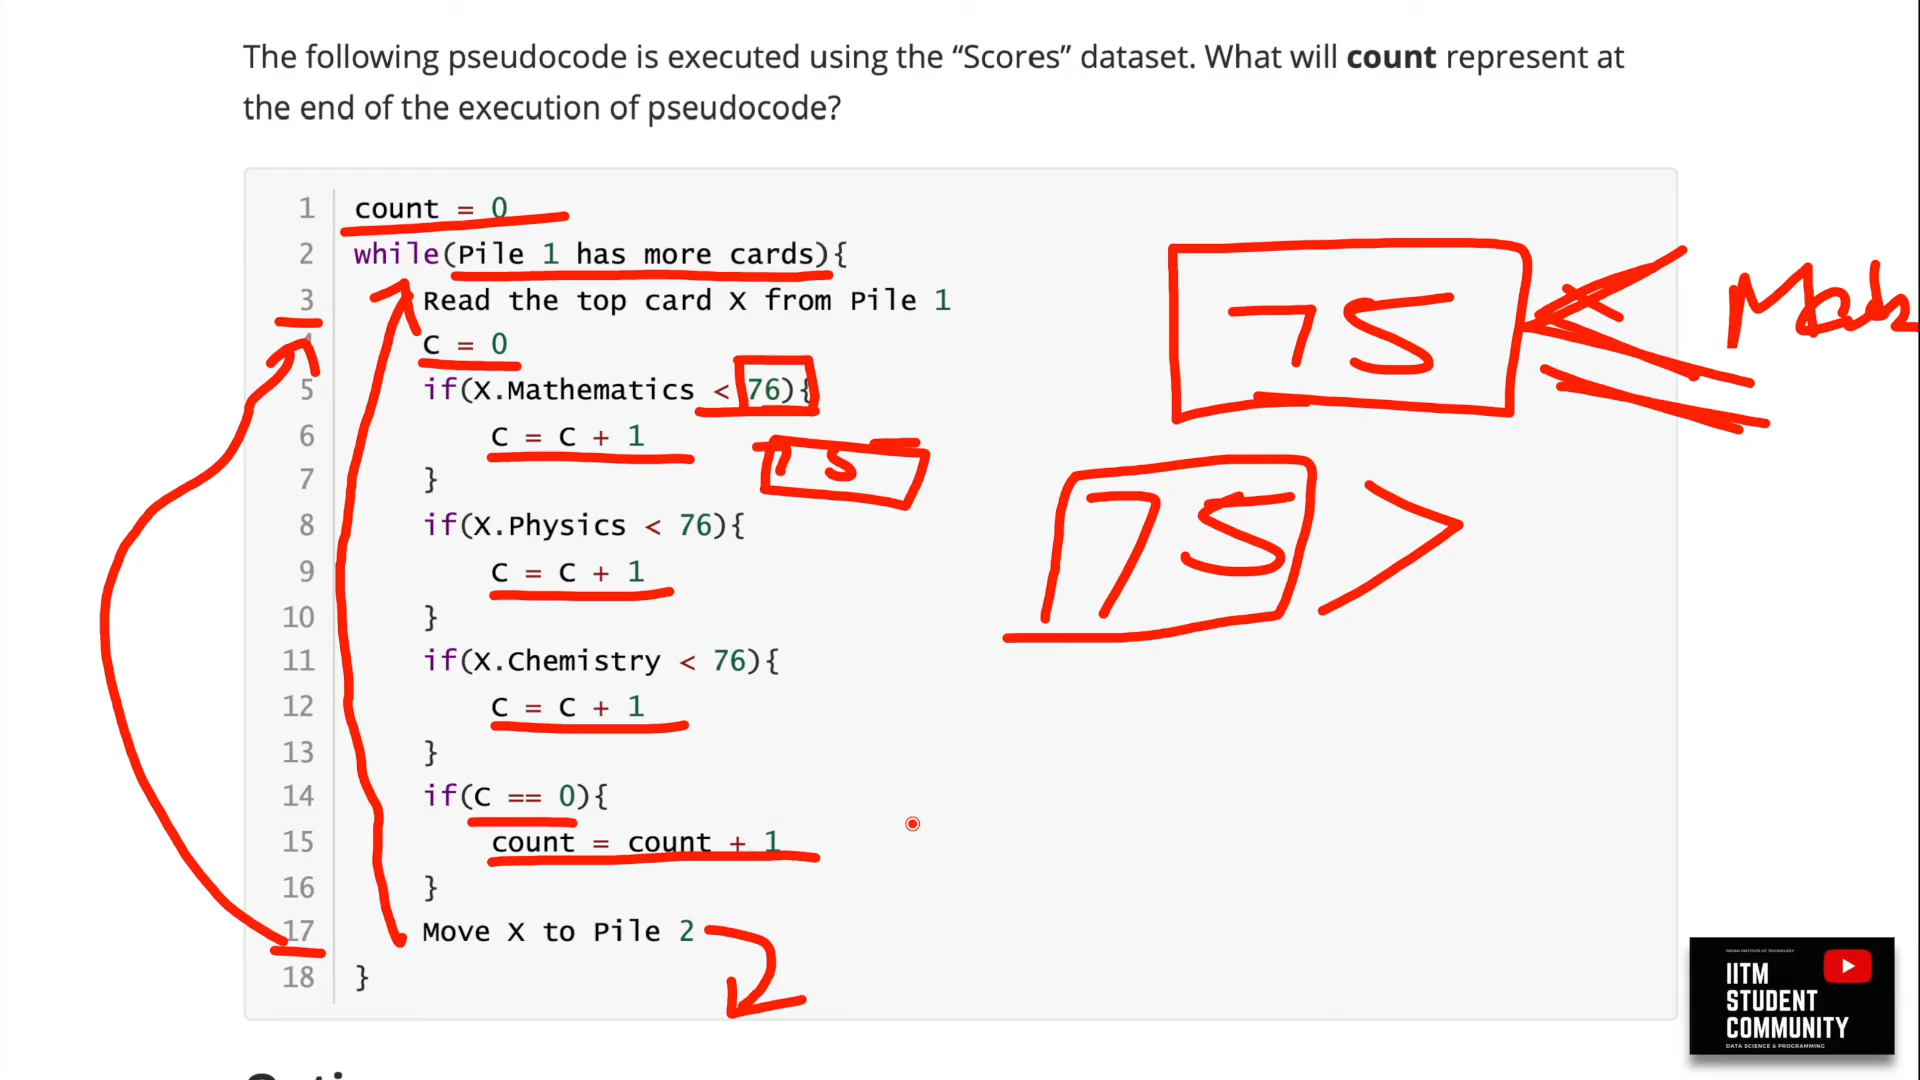 The following pseudocode is executed using the “Scores” dataset. What will count represent at
the end of the execution of pseudocode?
1 count = 0
2 while(Pile 1 has more cards){
3 Read the top card X from Pile 1
C = 0
5 if(X.Mathematics < 76){
6 C = C + 1
7 }
8 if(X.Physics < 76){
9 C = C + 1
10 }
11 if(X.Chemistry < 76){
12 C = C + 1
13 }
14 if(C == 0){
15 count = count + 1
16 }
17 Move X to Pile 2
18 }
75
75
75
IITM
STUDENT
COMMUNITY
DATA SCIENCE & PROGRAMMING